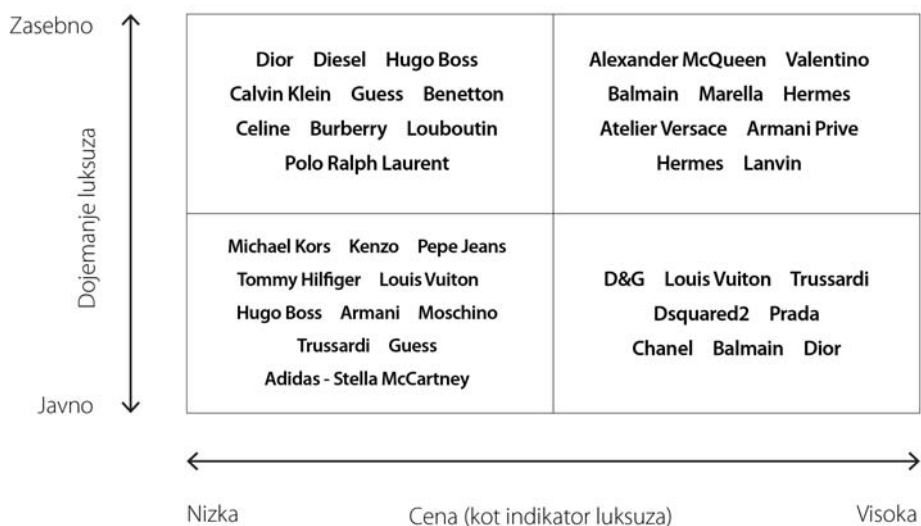 Zasebno
Dojemanje luksuza
Javno
Dior Diesel Hugo Boss
Calvin Klein Guess Benetton
Celine Burberry Louboutin
Polo Ralph Laurent
Alexander McQueen Valentino
Balmain Marella Hermes
Atelier Versace Armani Prive
Hermes Lanvin
Michael Kors Kenzo Pepe Jeans
Tommy Hilfiger Louis Vuiton
Hugo Boss Armani Moschino
Trussardi Guess
Adidas - Stella McCartney
D&G Louis Vuiton Trussardi
Dsquared2 Prada
Chanel Balmain Dior
Nizka Cena (kot indikator luksuza) Visoka